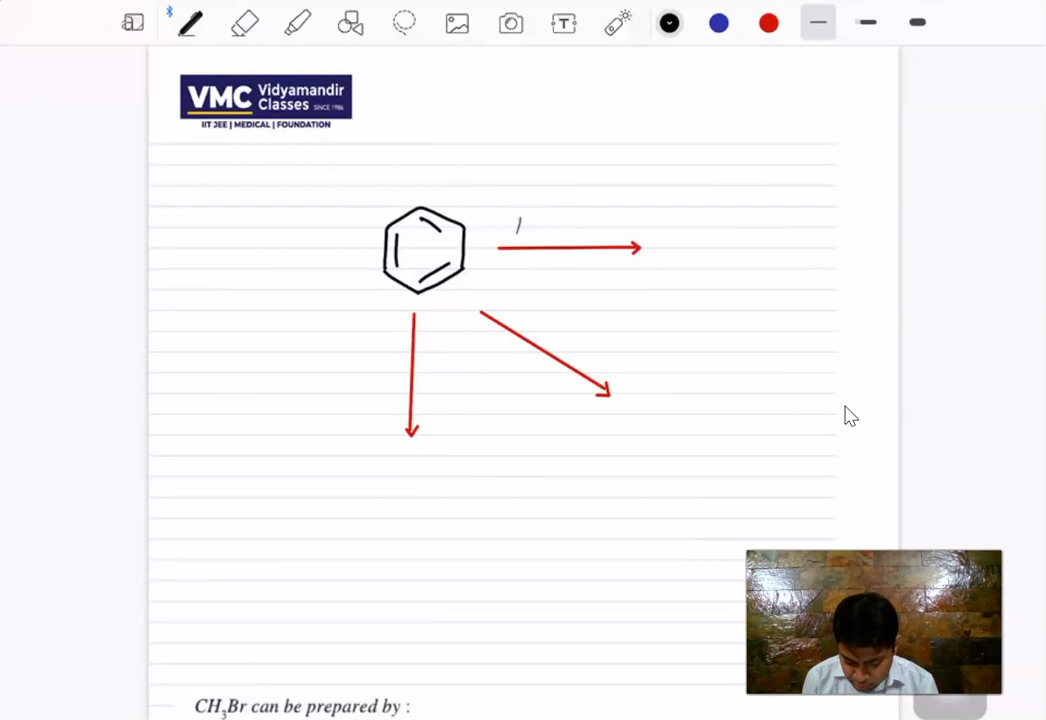 T
VMC Vidyamandir
Classes SINCE 1986
IIT JEE | MEDICAL | FOUNDATION
CH₃Br can be prepared by :